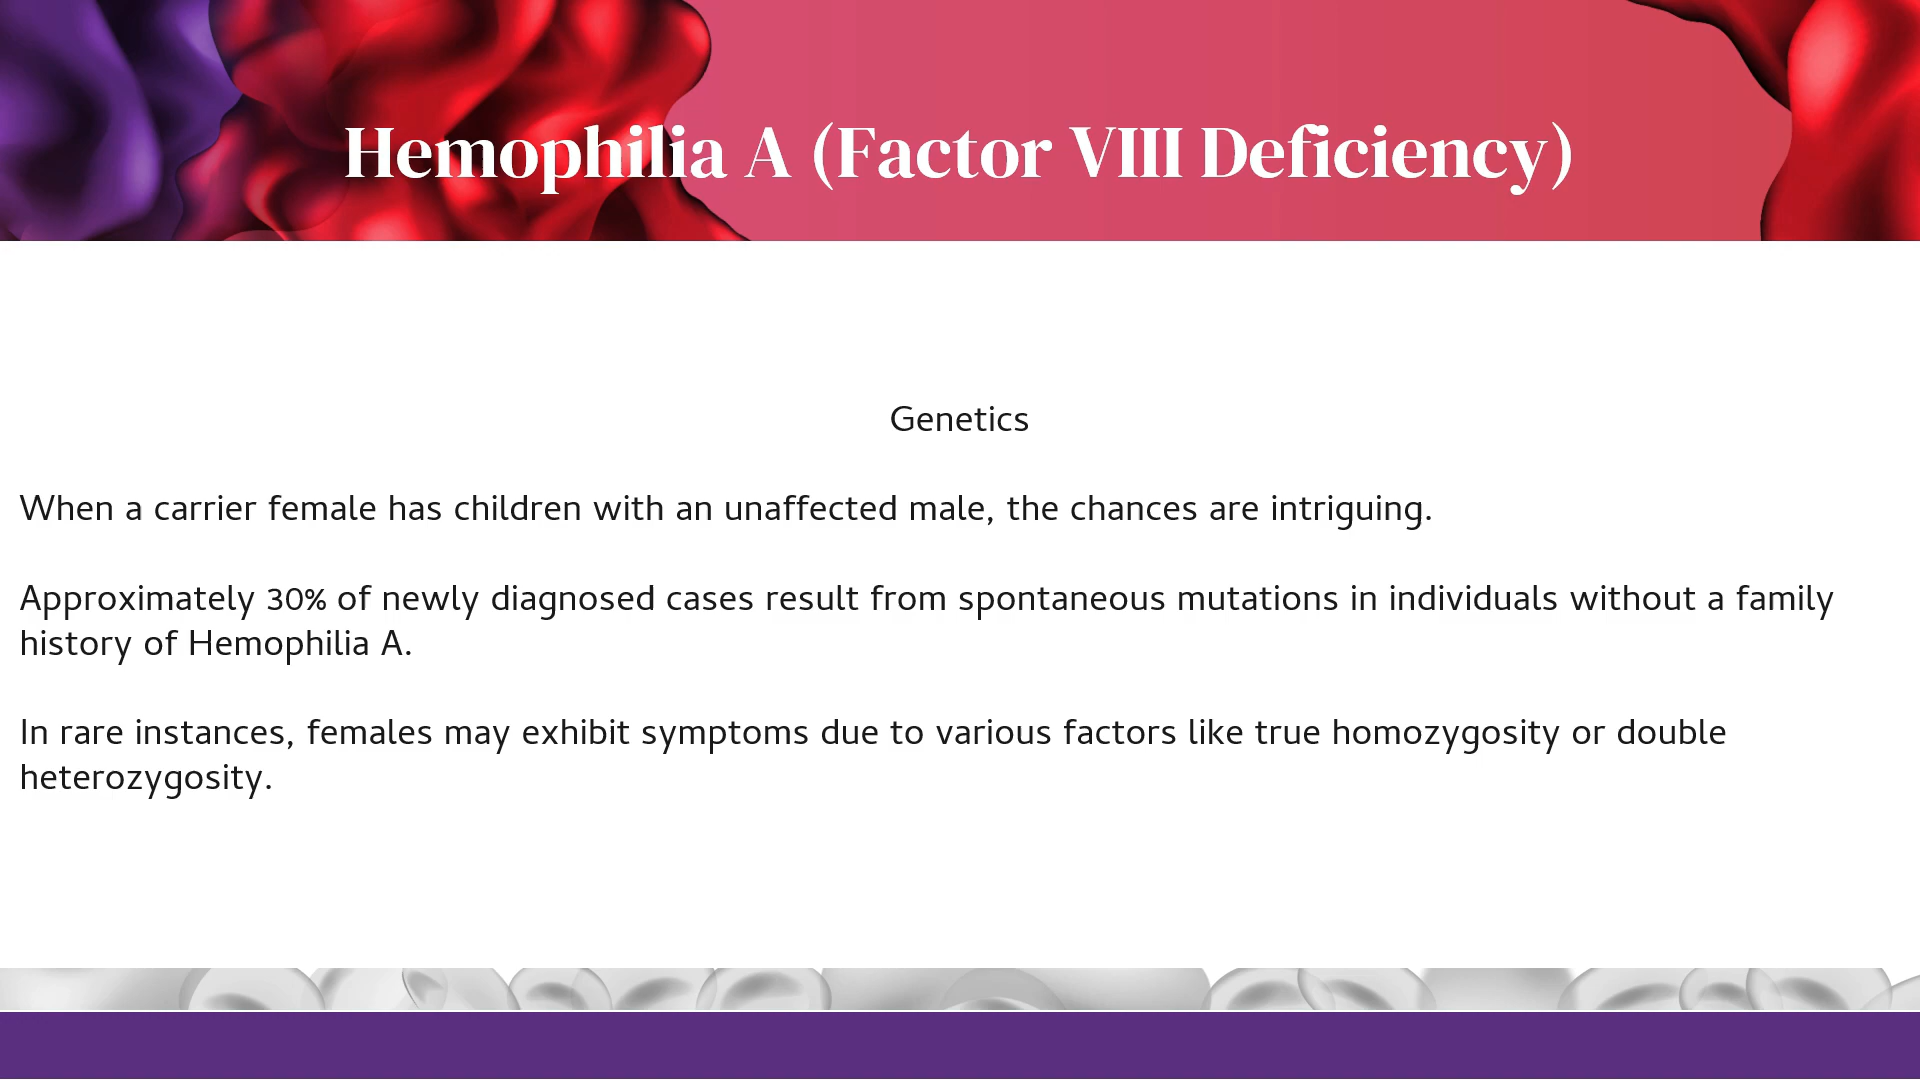 Hemophilia A (Factor VIII Deficiency)
Genetics
When a carrier female has children with an unaffected male, the chances are intriguing.
Approximately 30% of newly diagnosed cases result from spontaneous mutations in individuals without a family
history of Hemophilia A.
In rare instances, females may exhibit symptoms due to various factors like true homozygosity or double
heterozygosity.